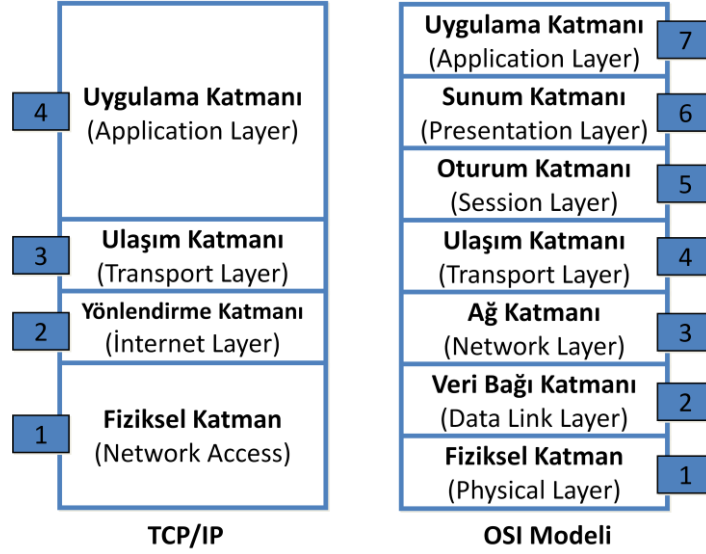 4
Uygulama Katmanı
(Application Layer)
3
Ulaşım Katmanı
(Transport Layer)
2
Yönlendirme Katmanı
(İnternet Layer)
1
Fiziksel Katman
(Network Access)
TCP/IP
Uygulama Katmanı
(Application Layer)
7
Sunum Katmanı
(Presentation Layer)
6
Oturum Katmanı
(Session Layer)
5
Ulaşım Katmanı
(Transport Layer)
4
Ağ Katmanı
(Network Layer)
3
Veri Bağı Katmanı
(Data Link Layer)
2
Fiziksel Katman
(Physical Layer)
1
OSI Modeli